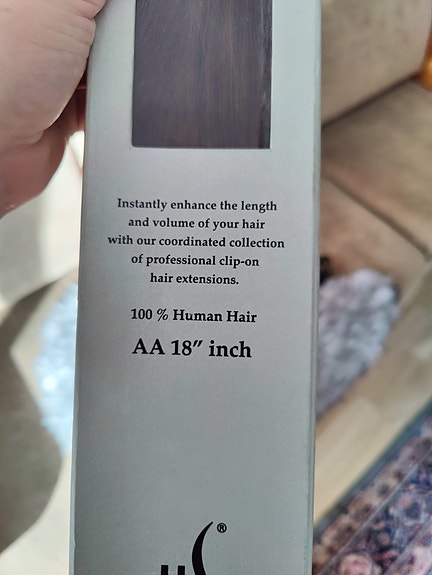 Instantly enhance the length
and volume of your hair
with our coordinated collection
of professional clip-on
hair extensions.
100 % Human Hair
AA 18” inch
®